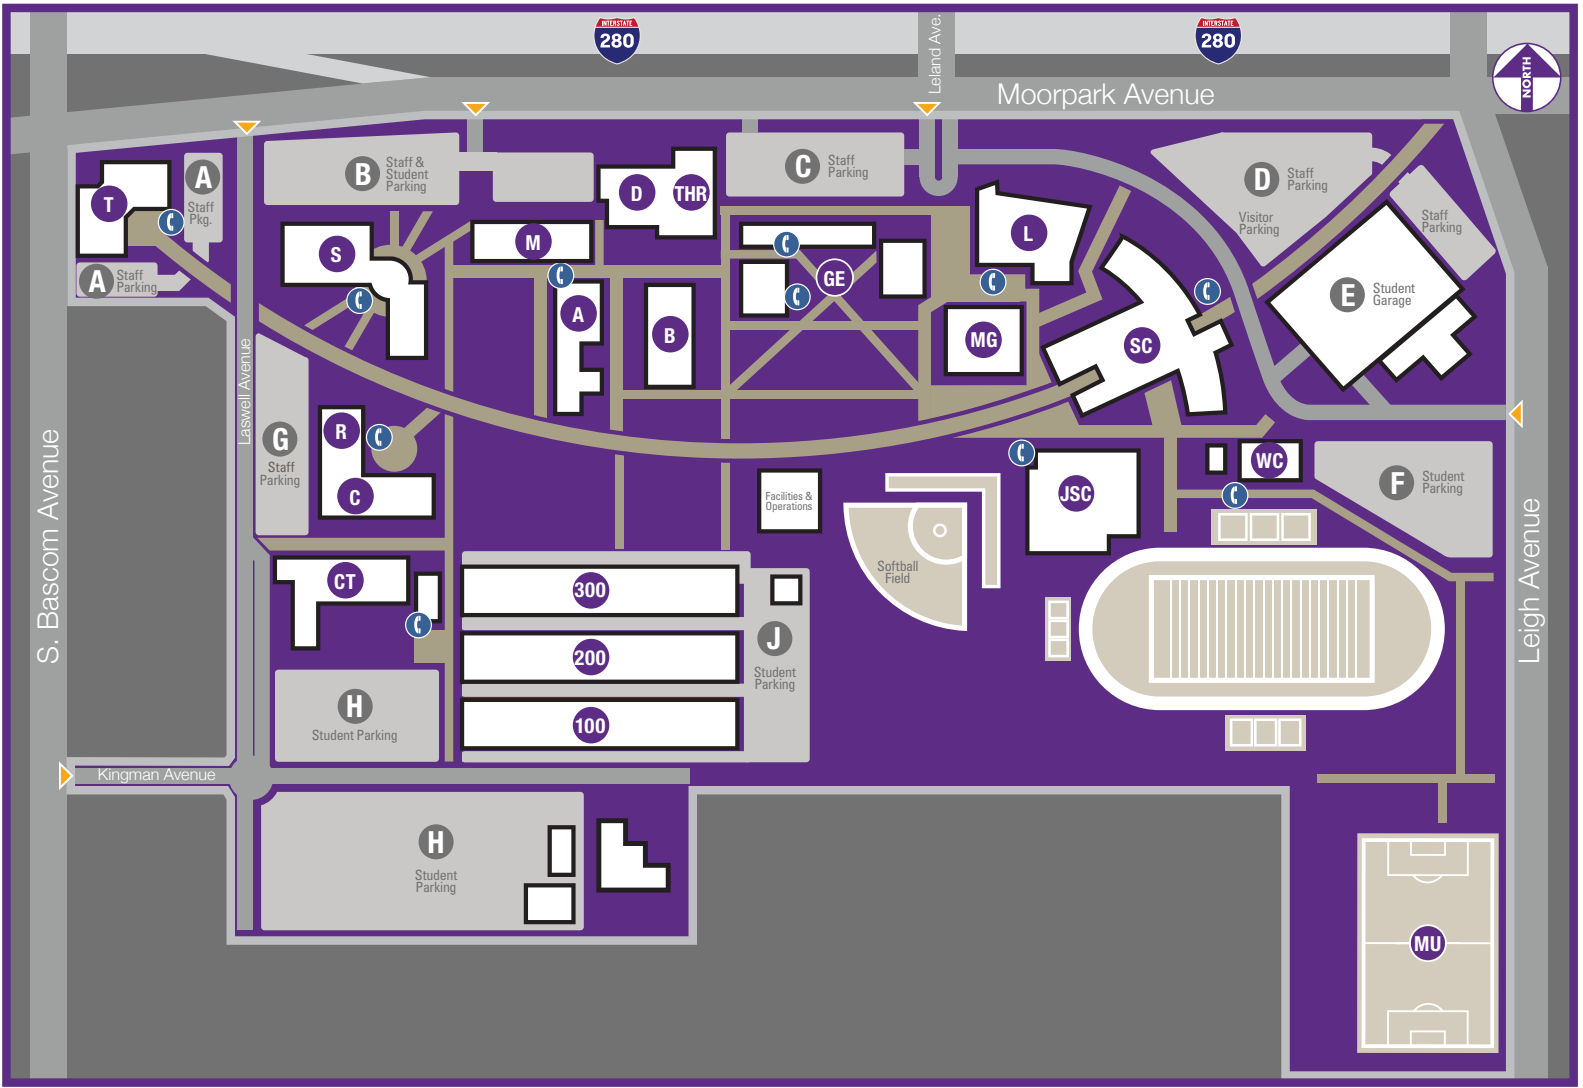 INTERSTATE
280
INTERSTATE
280
Leland Ave.
Moorpark Avenue
NORTH
T
A
Staff
Pkg.
A
Staff
Parking
B
Staff &
Student
Parking
D
THR
C
Staff
Parking
D
Staff
Parking
Visitor
Parking
Staff
Parking
S
M
GE
L
A
B
MG
SC
E
Student
Garage
Laswell Avenue
G
Staff
Parking
R
C
Facilities &
Operations
JSC
WC
F
Student
Parking
S. Bascom Avenue
Leigh Avenue
Softball
Field
CT
300
200
100
J
Student
Parking
H
Student Parking
Kingman Avenue
H
Student
Parking
MU